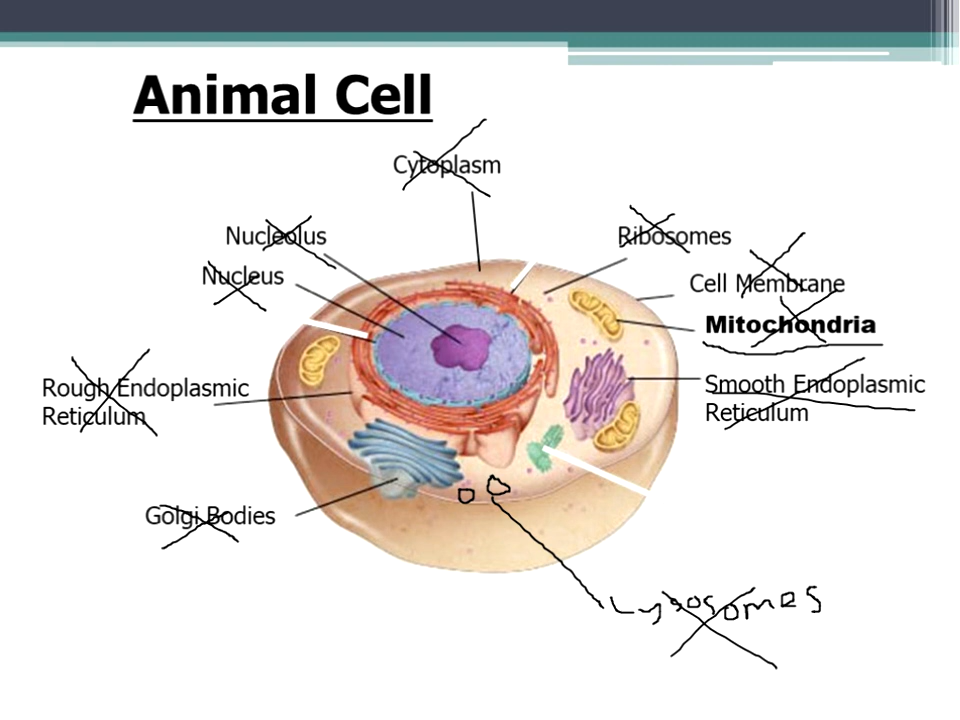 Animal Cell
Cytoplasm
Nucleolus
Ribosomes
Nucleus
Cell Membrane
Mitochondria
Rough Endoplasmic
Reticulum
Smooth Endoplasmic
Reticulum
Golgi Bodies
Lysosomes